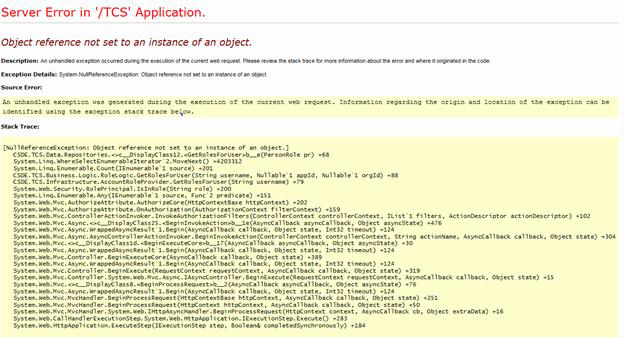 Server Error in '/TCS' Application.
Object reference not set to an instance of an object.
Description: An unhandled exception occurred during the execution of the current web request. Please review the stack trace for more information about the error and where it originated in the code.
Exception Details: System.NullReferenceException: Object reference not set to an instance of an object.
Source Error:
An unhandled exception was generated during the execution of the current web request. Information regarding the origin and location of the exception can be
identified using the exception stack trace below.
Stack Trace:
[NullReferenceException: Object reference not set to an instance of an object.]
CSDE.TCS.Data.Repositories.<>c__DisplayClass12.<GetRolesForUser>b__e(PersonRole pr) +68
System.Linq.WhereSelectEnumerableIterator`2.MoveNext() +4203312
System.Linq.Enumerable.Count(IEnumerable`1 source) +201
CSDE.TCS.Business.Logic.RoleLogic.GetRolesForUser(String username, Nullable`1 appId, Nullable`1 orgId) +88
CSDE.TCS.Infrastructure.AccountRoleProvider.GetRolesForUser(String username) +79
System.Web.Security.RolePrincipal.IsInRole(String role) +200
System.Linq.Enumerable.Any(IEnumerable`1 source, Func`2 predicate) +151
System.Web.Mvc.AuthorizeAttribute.AuthorizeCore(HttpContextBase httpContext) +202
System.Web.Mvc.AuthorizeAttribute.OnAuthorization(AuthorizationContext filterContext) +159
System.Web.Mvc.ControllerActionInvoker.InvokeAuthorizationFilters(ControllerContext controllerContext, IList`1 filters, ActionDescriptor actionDescriptor) +102
System.Web.Mvc.Async.<>c__DisplayClass25.<BeginInvokeAction>b__1e(AsyncCallback asyncCallback, Object asyncState) +476
System.Web.Mvc.Async.WrappedAsyncResult`1.Begin(AsyncCallback callback, Object state, Int32 timeout) +124
System.Web.Mvc.Async.AsyncControllerActionInvoker.BeginInvokeAction(ControllerContext controllerContext, String actionName, AsyncCallback callback, Object state) +304
System.Web.Mvc.<>c__DisplayClass1d.<BeginExecuteCore>b__17(AsyncCallback asyncCallback, Object asyncState) +30
System.Web.Mvc.Async.WrappedAsyncResult`1.Begin(AsyncCallback callback, Object state, Int32 timeout) +124
System.Web.Mvc.Controller.BeginExecuteCore(AsyncCallback callback, Object state) +389
System.Web.Mvc.Async.WrappedAsyncResult`1.Begin(AsyncCallback callback, Object state, Int32 timeout) +124
System.Web.Mvc.Controller.BeginExecute(RequestContext requestContext, AsyncCallback callback, Object state) +319
System.Web.Mvc.Controller.System.Web.Mvc.Async.IAsyncController.BeginExecute(RequestContext requestContext, AsyncCallback callback, Object state) +15
System.Web.Mvc.<>c__DisplayClass8.<BeginProcessRequest>b__2(AsyncCallback asyncCallback, Object asyncState) +76
System.Web.Mvc.Async.WrappedAsyncResult`1.Begin(AsyncCallback callback, Object state, Int32 timeout) +124
System.Web.Mvc.MvcHandler.BeginProcessRequest(HttpContextBase httpContext, AsyncCallback callback, Object state) +251
System.Web.Mvc.MvcHandler.BeginProcessRequest(HttpContext httpContext, AsyncCallback callback, Object state) +50
System.Web.Mvc.MvcHandler.System.Web.IHttpAsyncHandler.BeginProcessRequest(HttpContext context, AsyncCallback cb, Object extraData) +16
System.Web.CallHandlerExecutionStep.System.Web.HttpApplication.IExecutionStep.Execute() +283
System.Web.HttpApplication.ExecuteStep(IExecutionStep step, Boolean& completedSynchronously) +184